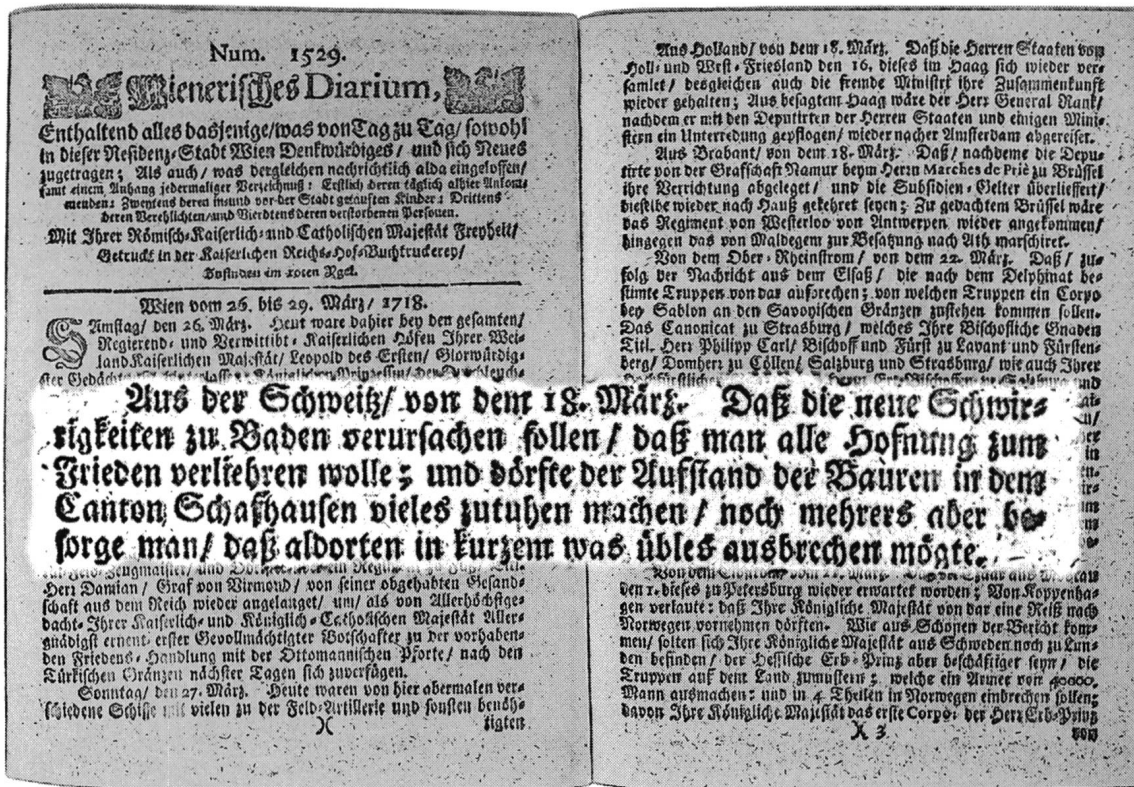 Num. 1529.
Wienerisches Diarium,
Enthaltend alles dasjenige/was von Tag zu Tag/ sowohl
in dieser Residenz-Stadt Wien Denkwürdiges/ und sich Neues
zugetragen; Als auch/ was dergleichen nachrichtlich alda eingeloffen/
samt einem Anhang jedermaliger Verzeichnuß: Erstlich deren täglich alhier Ankom-
menden: Zweytens deren in und vor der Stadt getauften Kinder: Drittens
deren Verehlichten/und Vierdtens deren verstorbenen Personen.
Mit Ihrer Römisch-Kaiserlich-und Catholischen Majestät Freyheit/
Getruckt in der Kaiserlichen Reichs-Hof-Buchtruckerey/
Zu finden im roten Igel.
Wien vom 26. bis 29. März/ 1718.
SAmstag/ den 26. März. Heut ware dahier bey den gesamten/
Regierend- und Verwittibt-Kaiserlichen Höfen Ihrer Wei-
land Kaiserlichen Majestät/ Leopold des Ersten/ Glorwürdig-
Aus der Schweitz/ von dem 18. März. Daß die neue Schwir-
rigkeiten zu Baden verursachen sollen/ daß man alle Hofnung zum
Frieden verliehren wolle; und dörfte der Aufstand der Bauren in dem
Canton Schafhausen vieles zutuhen machen/ noch mehrers aber be-
sorge man/ daß aldorten in kurzem was übles ausbrechen mögte.
Herr Damian/ Graf von Virmond/ von seiner obgehabten Gesand-
schaft aus dem Reich wieder angelanget/ um/ als von Allerhöchstge-
dacht-Ihrer Kaiserlich- und Königlich-Catholischen Majestät Aller-
gnädigst ernent-erster Gevollmächtigter Botschafter zu der vorhaben-
den Friedens-Handlung mit der Ottomannischen Pforte/ nach den
Türkischen Gränzen nächster Tagen sich zuverfügen.
Sonntag/ den 27. März. Heute waren von hier abermalen ver-
schiedene Schiffe mit vielen zu der Feld-Artillerie und sonsten benöh-
tigten
X
Aus Holland/ von dem 18. März. Daß die Herren Staaten von
Holl- und West-Friesland den 16. dieses im Haag sich wieder ver-
samlet/ desgleichen auch die fremde Ministri ihre Zusammenkunft
wieder gehalten; Aus besagtem Haag wäre der Herr General Rank/
nachdem er mit den Deputirten der Herren Staaten und einigen Mini-
stern ein Unterredung gepflogen/ wieder nacher Amsterdam abgereiset.
Aus Brabant/ von dem 18. März. Daß/ nachdeme die Depu-
tirte von der Grafschaft Namur beym Herrn Marches de Prié zu Brüssel
ihre Verrichtung abgeleget/ und die Subsidien-Gelter überlieffert/
dieselbe wieder nach Hauß gekehret seyen; Zu gedachtem Brüssel wäre
das Regiment von Westerloo von Antwerpen wieder angekommen/
hingegen das von Maldegem zur Besatzung nach Ath marschiret.
Von dem Ober-Rheinstrom/ von dem 22. März. Daß/ zu-
folg der Nachricht aus dem Elsaß/ die nach dem Delphinat be-
stimte Truppen von dar aufbrechen; von welchen Truppen ein Corpo
bey Sablon an den Savoyischen Gränzen zustehen kommen sollen.
Das Canonicat zu Strasburg/ welches Ihre Bischofliche Gnaden
Titl. Herr Philipp Carl/ Bischoff und Fürst zu Lavant und Fürsten-
berg/ Domherr zu Cöllen/ Salzburg und Strasburg/ wie auch Ihrer
den 1. dieses zu Petersburg wieder erwartet worden; Von Koppenha-
gen verlaute: daß Ihre Königliche Majestät von dar eine Reiß nach
Norwegen vornehmen dörften. Wie aus Schonen der Bericht kom-
men/ solten sich Ihre Königliche Majestät aus Schweden noch zu Lun-
den befinden/ der Hessische Erb-Prinz aber beschäftiget seyn/ die
Truppen auf dem Land zumustern; welche ein Armee von 40000.
Mann ausmachen: und in 4 Theilen in Norwegen einbrechen sollen;
davon Ihre Königliche Majestät das erste Corpo: der Herr Erb-Prinz
X 3
von